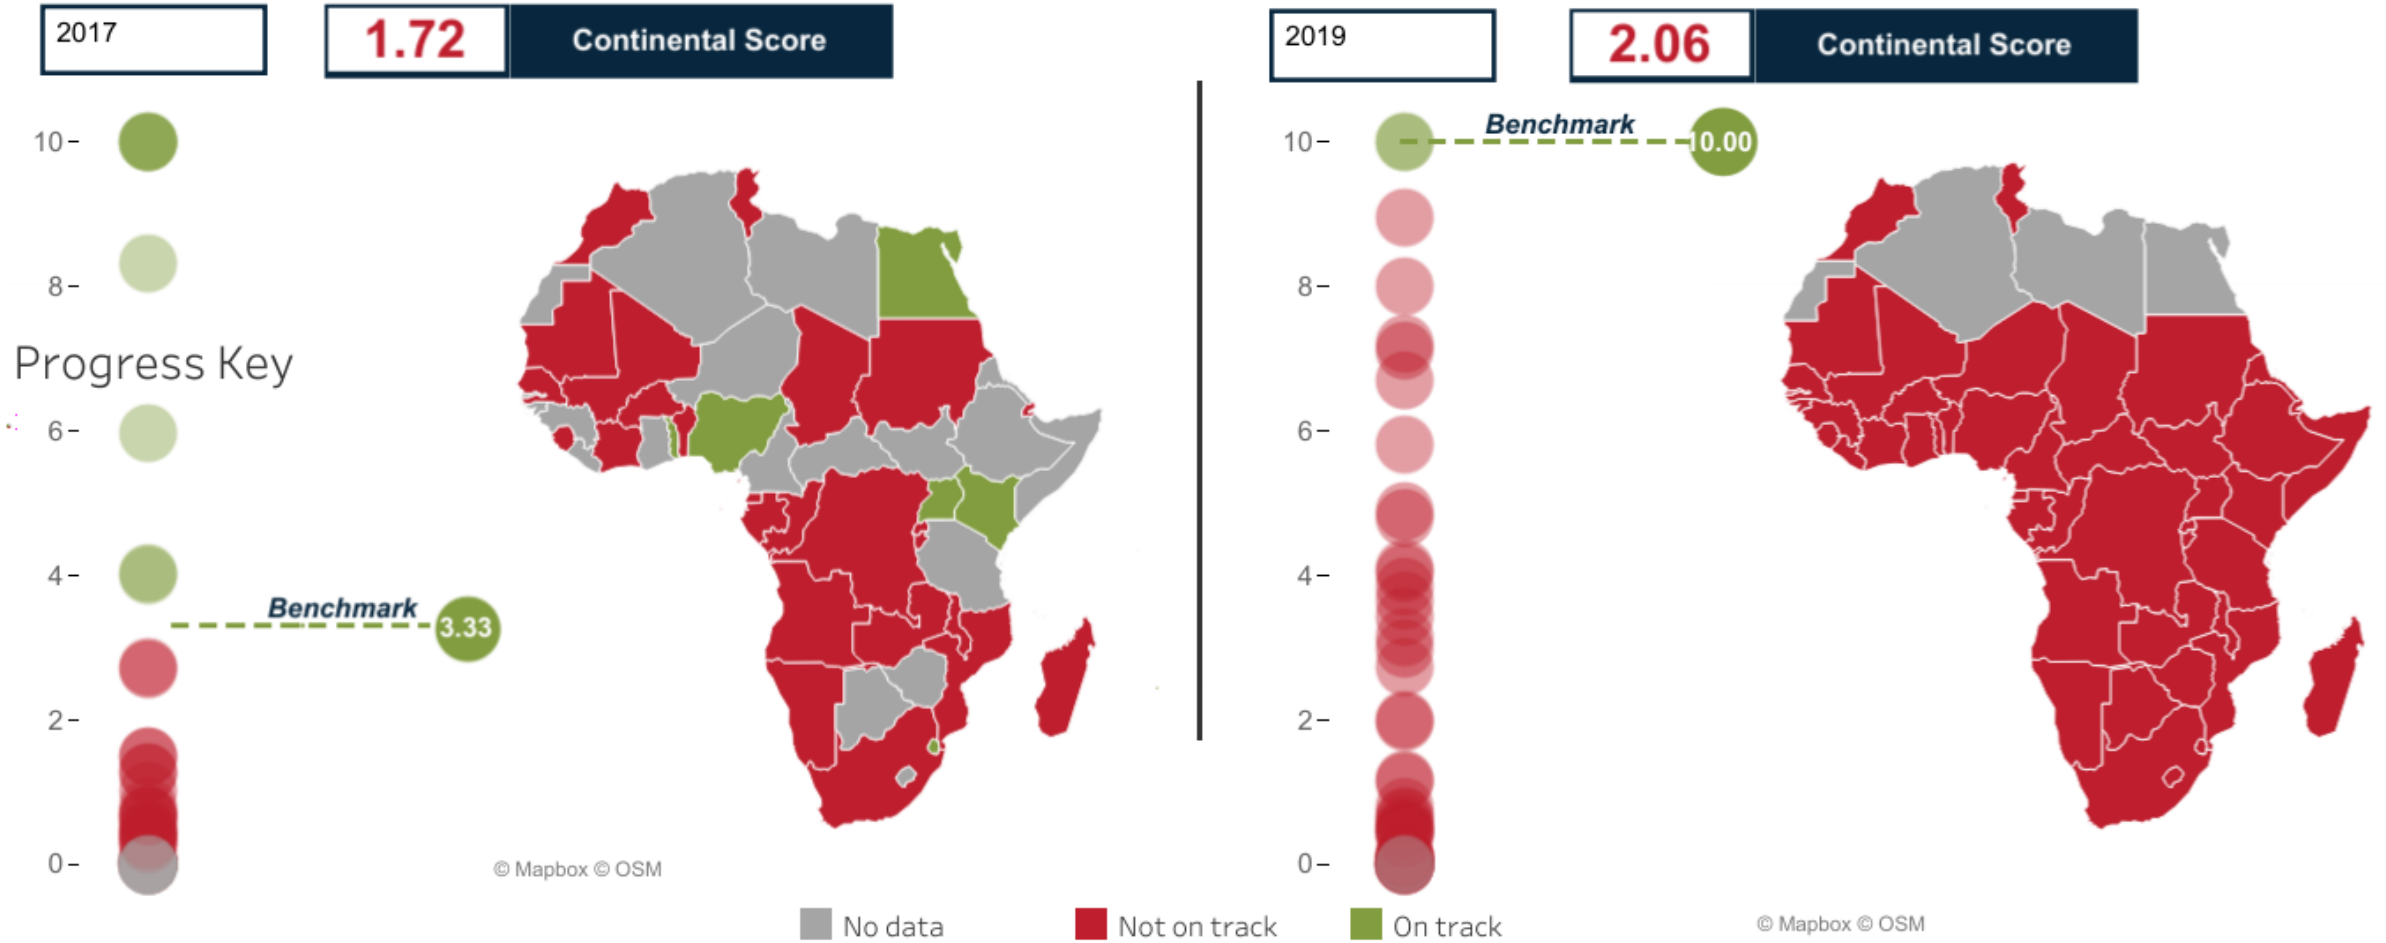 2017
1.72
Continental Score
10
8
Progress Key
6
4
Benchmark
3.33
2
0
© Mapbox © OSM
2019
2.06
Continental Score
10
Benchmark
10.00
8
6
4
2
0
© Mapbox © OSM
No data
Not on track
On track